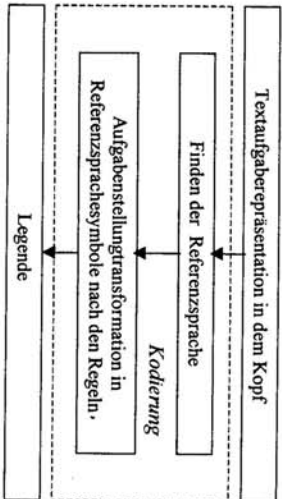 Textaufgaberepräsentation in dem Kopf
Finden der Referenzsprache
Kodierung
Aufgabenstellungtransformation in
Referenzsprachesymbole nach den Regeln.
Legende